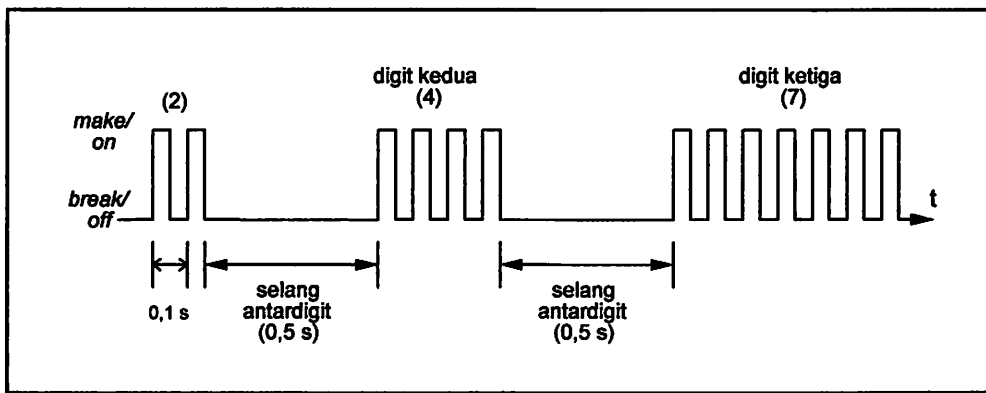 (2)
digit kedua
(4)
digit ketiga
(7)
make/
on
break/
off
t
0,1 s
selang
antardigit
(0,5 s)
selang
antardigit
(0,5 s)